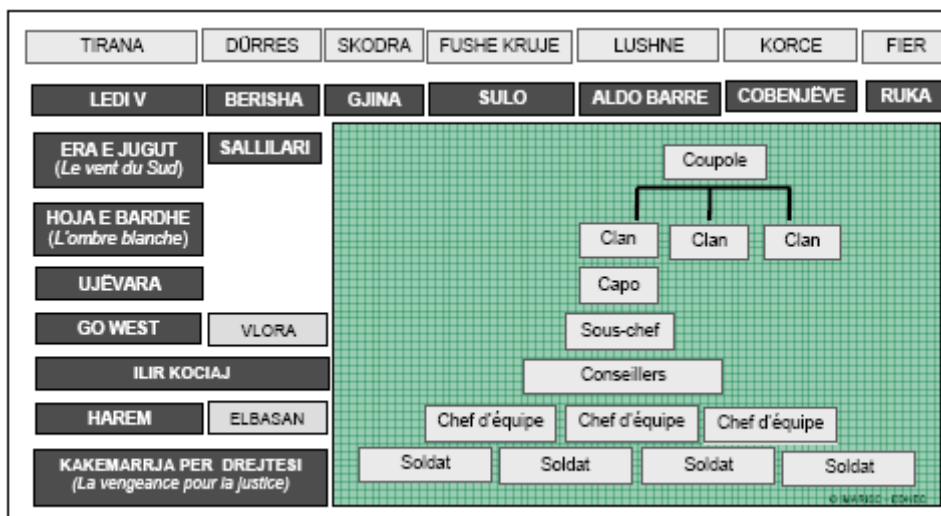 TIRANA
DÜRRES
SKODRA
FUSHE KRUJE
LUSHNE
KORCE
FIER
LEDI V
BERISHA
GJINA
SULO
ALDO BARRE
COBENJËVE
RUKA
ERA E JUGUT
(Le vent du Sud)
SALLILARI
HOJA E BARDHE
(L'ombre blanche)
UJËVARA
GO WEST
VLORA
ILIR KOCIAJ
HAREM
ELBASAN
KAKEMARRJA PER DREJTESI
(La vengeance pour la justice)
Coupole
Clan
Clan
Clan
Capo
Sous-chef
Conseillers
Chef d'équipe
Chef d'équipe
Chef d'équipe
Soldat
Soldat
Soldat
Soldat